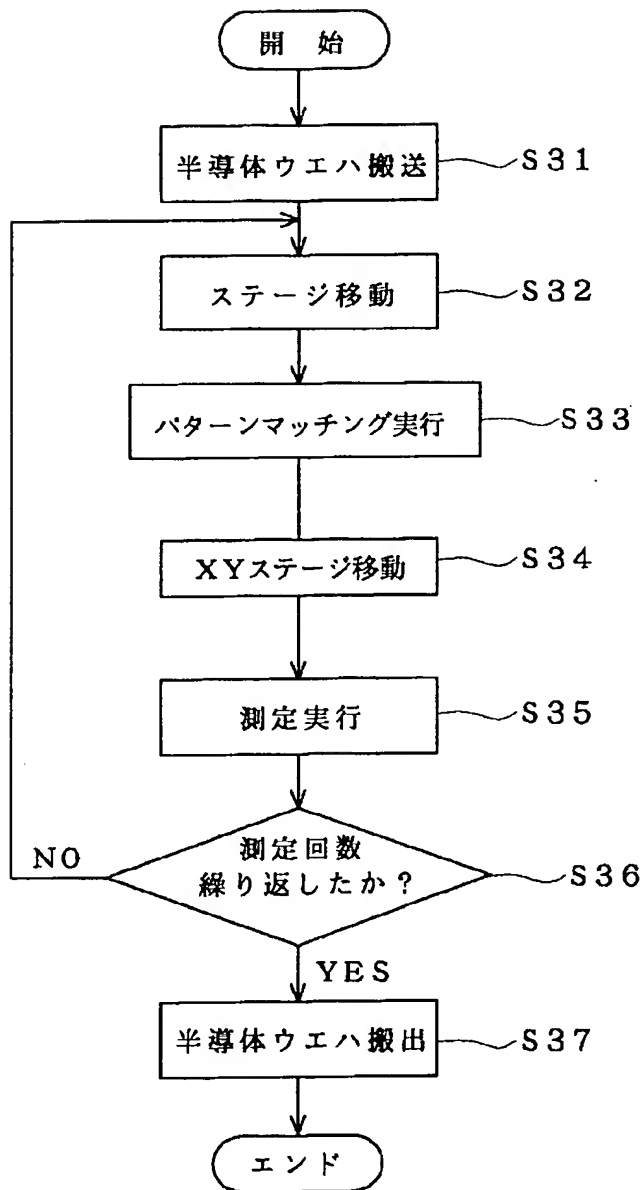 開 始
半導体ウエハ搬送
S31
ステージ移動
S32
パターンマッチング実行
S33
XYステージ移動
S34
測定実行
S35
測定回数
繰り返したか?
S36
NO
YES
半導体ウエハ搬出
S37
エンド